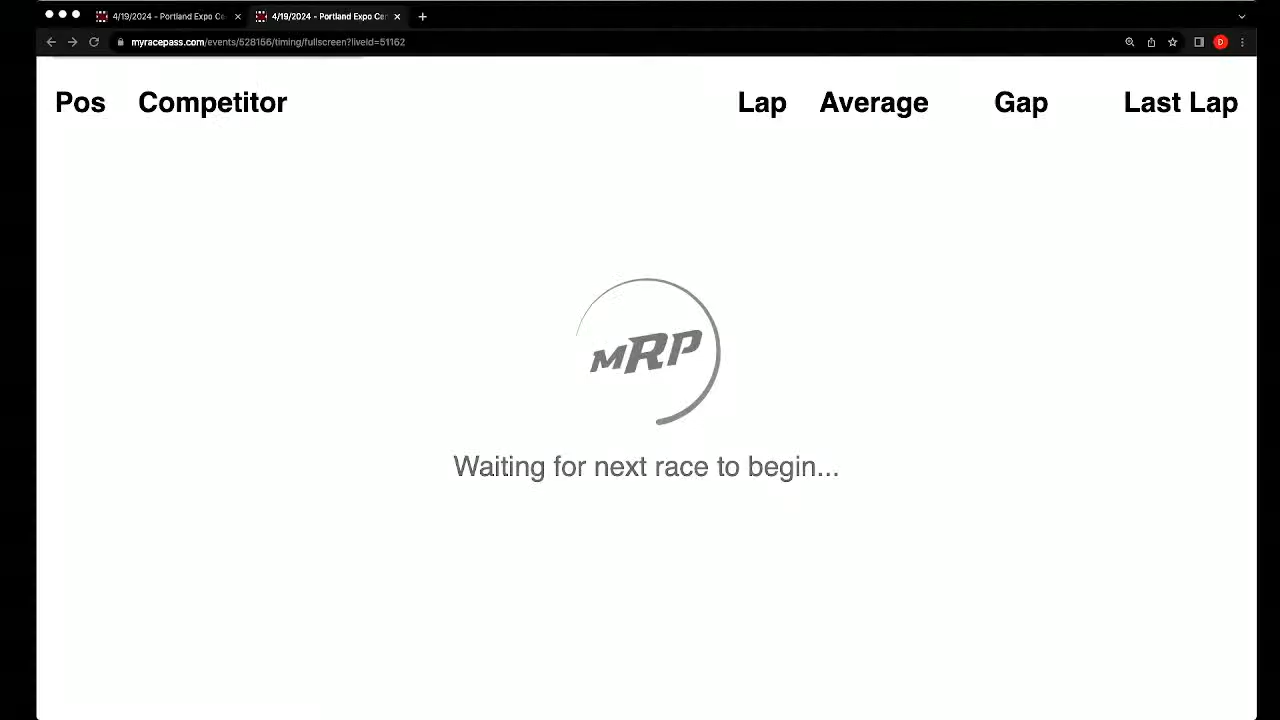 4/19/2024 - Portland Expo Ce
4/19/2024 - Portland Expo Cen
myracepass.com/events/528156/timing/fullscreen?liveId=51162
D
Pos Competitor Lap Average Gap Last Lap
MRP
Waiting for next race to begin...